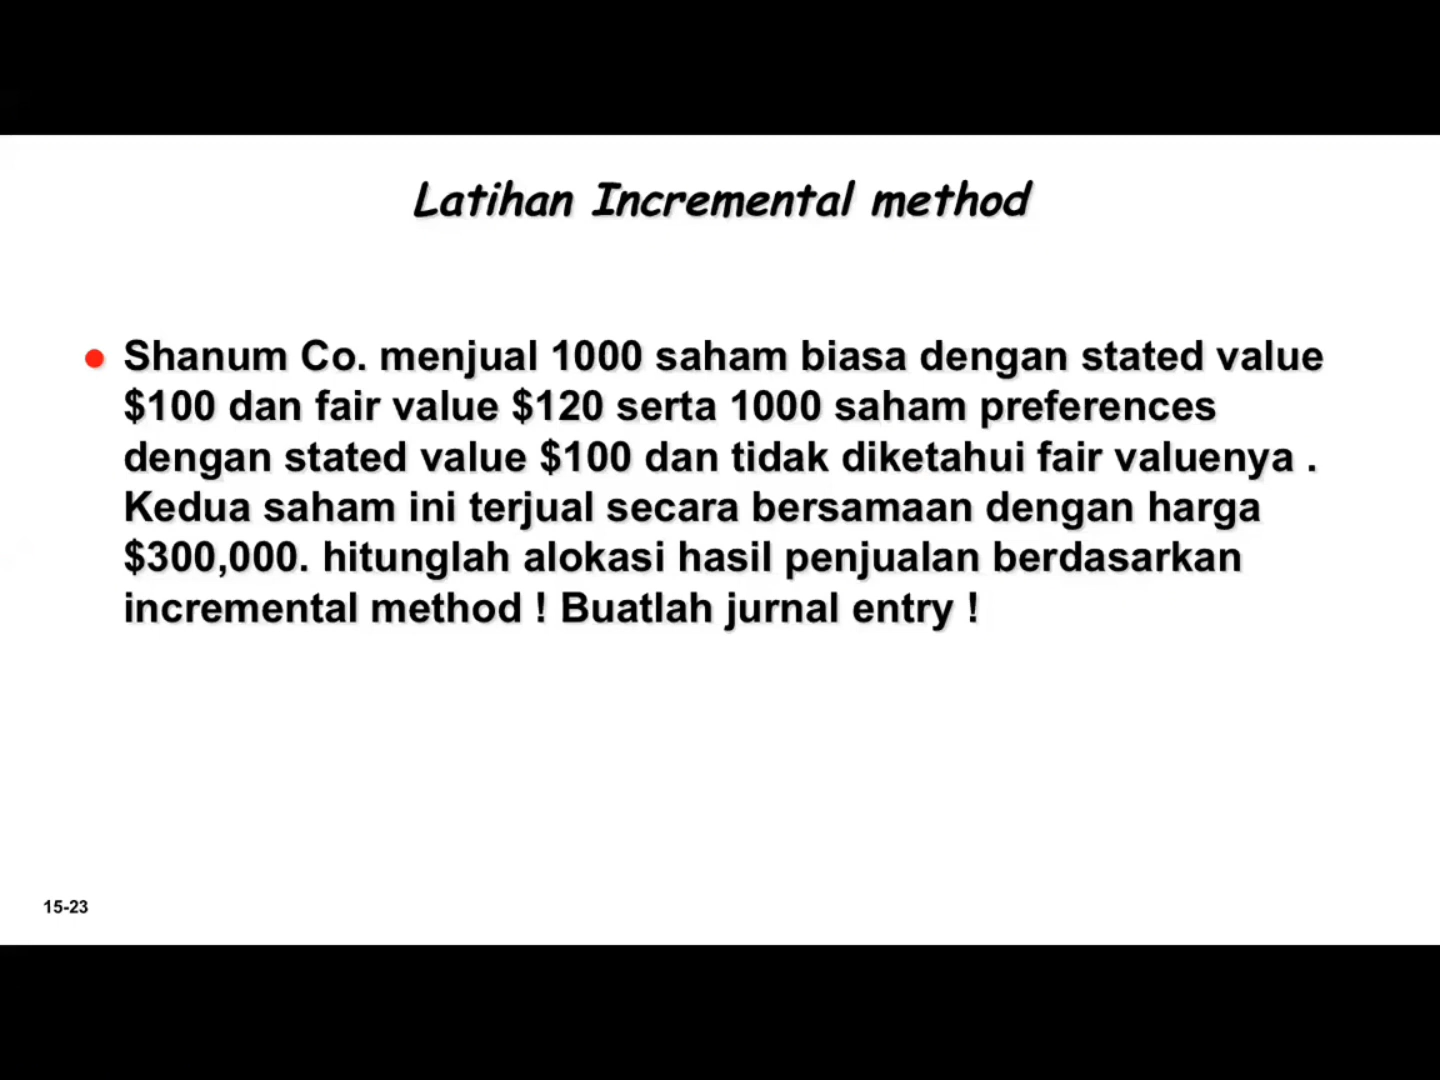 Latihan Incremental method
Shanum Co. menjual 1000 saham biasa dengan stated value
$100 dan fair value $120 serta 1000 saham preferences
dengan stated value $100 dan tidak diketahui fair valuenya .
Kedua saham ini terjual secara bersamaan dengan harga
$300,000. hitunglah alokasi hasil penjualan berdasarkan
incremental method ! Buatlah jurnal entry !
15-23